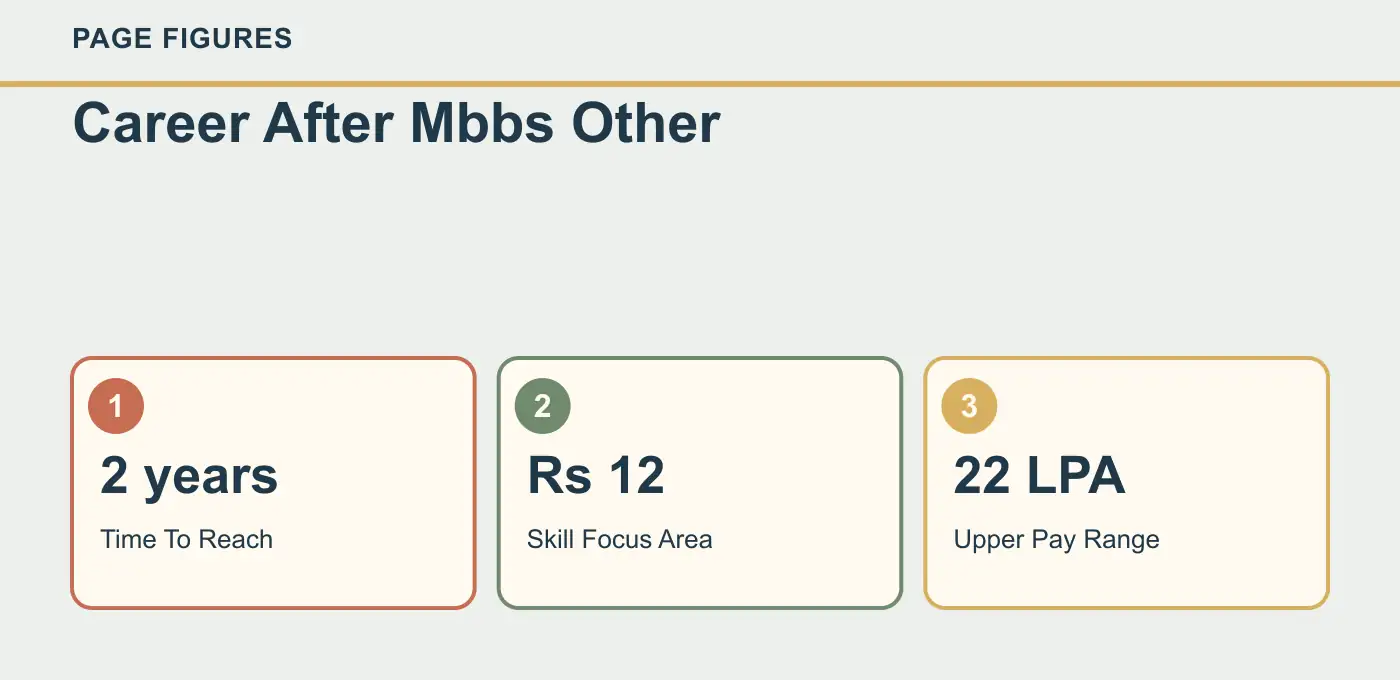 PAGE FIGURES
Career After Mbbs Other
1
2 years
Time To Reach
2
Rs 12
Skill Focus Area
3
22 LPA
Upper Pay Range